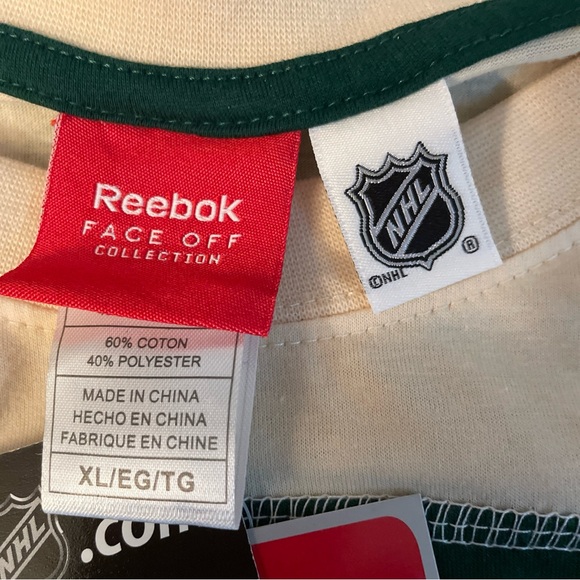 Reebok
FACE OFF
COLLECTION
NHL
©NHL ®
60% COTON
40% POLYESTER
MADE IN CHINA
HECHO EN CHINA
FABRIQUE EN CHINE
XL/EG/TG
NHL
.com